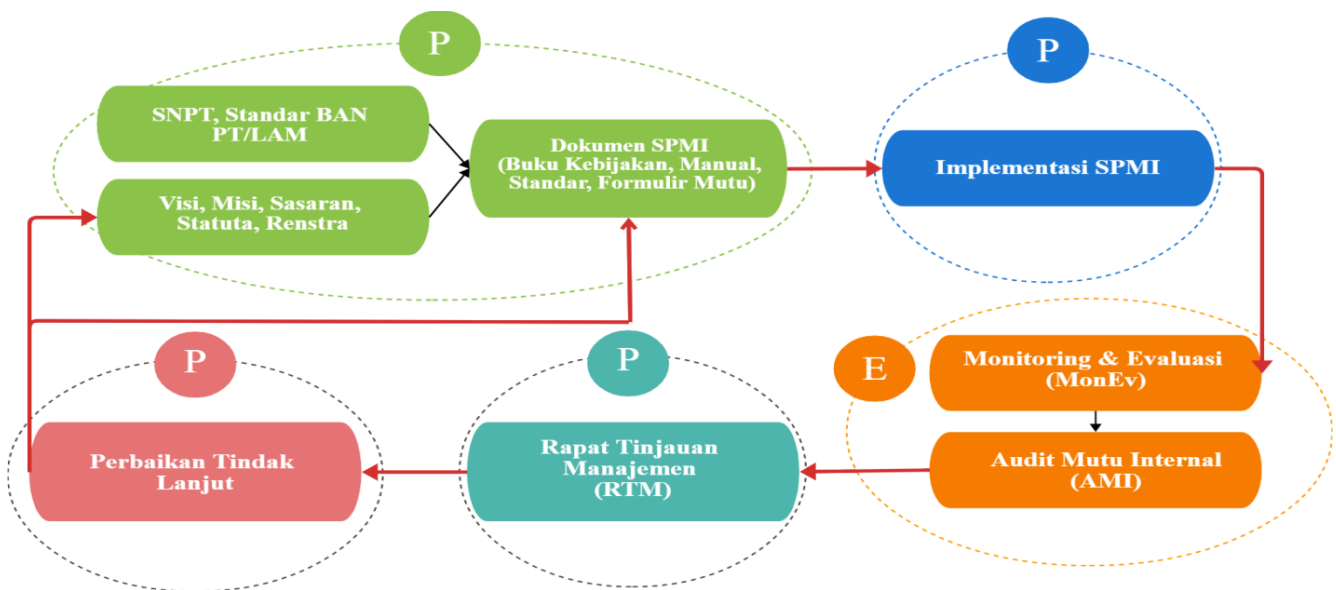 P
SNPT, Standar BAN
PT/LAM
Visi, Misi, Sasaran,
Statuta, Renstra
Dokumen SPMI
(Buku Kebijakan, Manual,
Standar, Formulir Mutu)
P
Implementasi SPMI
E
Monitoring & Evaluasi
(MonEv)
Audit Mutu Internal
(AMI)
P
Rapat Tinjauan
Manajemen
(RTM)
P
Perbaikan Tindak
Lanjut